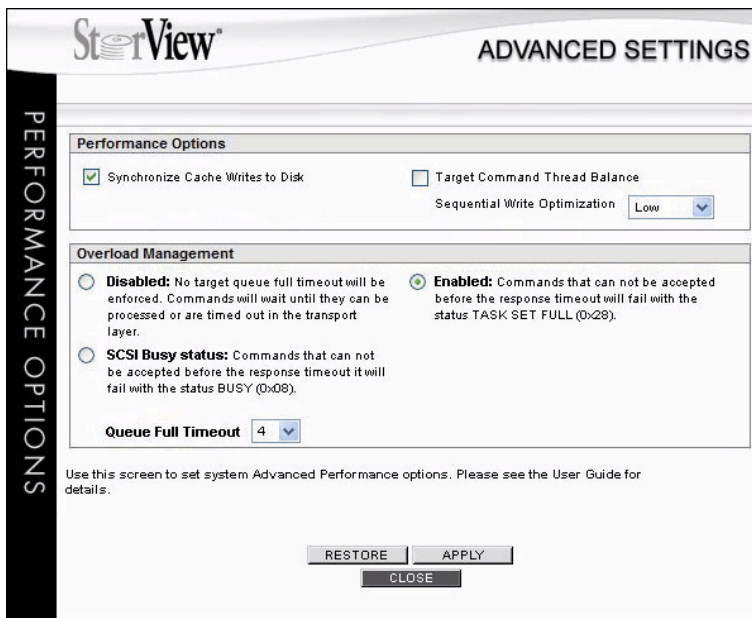 StorView
ADVANCED SETTINGS
PERFORMANCE OPTIONS
Performance Options
Synchronize Cache Writes to Disk
Target Command Thread Balance
Sequential Write Optimization Low
Overload Management
Disabled: No target queue full timeout will be
enforced. Commands will wait until they can be
processed or are timed out in the transport
layer.
Enabled: Commands that can not be accepted
before the response timeout will fail with the
status TASK SET FULL (0x28).
SCSI Busy status: Commands that can not
be accepted before the response timeout it will
fail with the status BUSY (0x08).
Queue Full Timeout 4
Use this screen to set system Advanced Performance options. Please see the User Guide for
details.
RESTORE APPLY
CLOSE